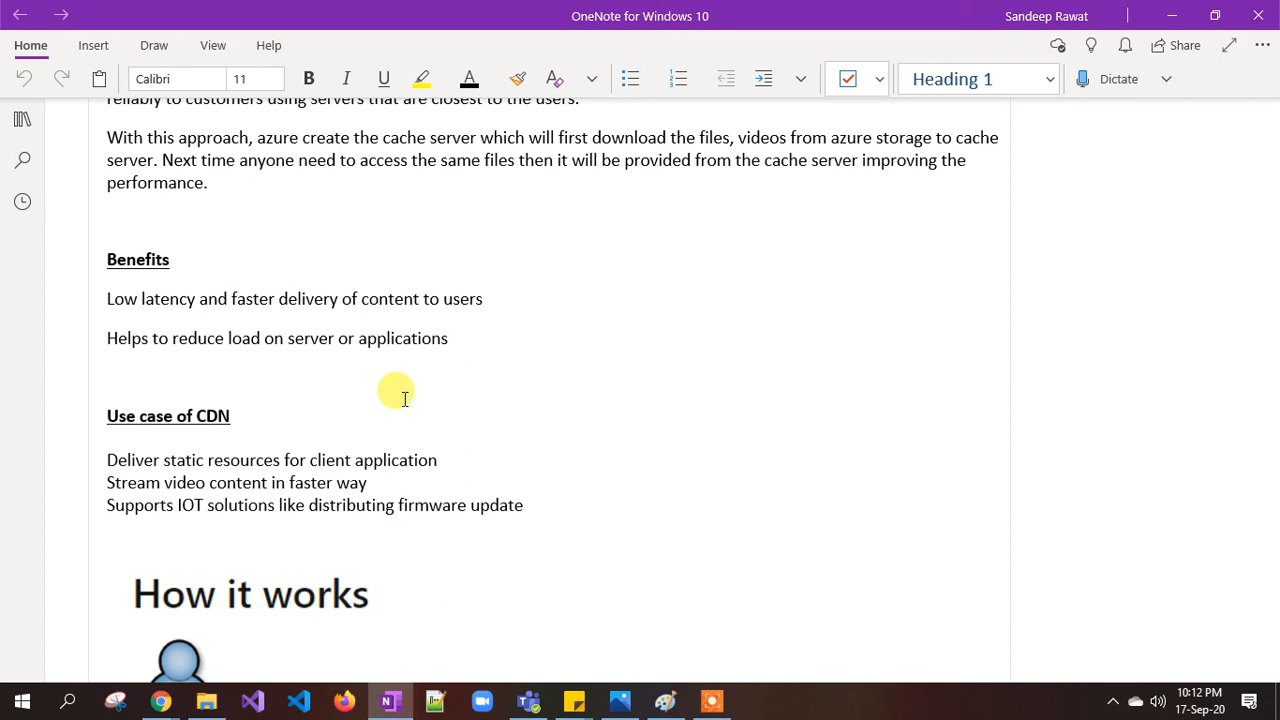 OneNote for Windows 10
Sandeep Rawat
Home Insert Draw View Help
Share
Calibri 11 B I U A A Heading 1 Dictate
reliably to customers using servers that are closest to the users.
With this approach, azure create the cache server which will first download the files, videos from azure storage to cache
server. Next time anyone need to access the same files then it will be provided from the cache server improving the
performance.
Benefits
Low latency and faster delivery of content to users
Helps to reduce load on server or applications
Use case of CDN
Deliver static resources for client application
Stream video content in faster way
Supports IOT solutions like distributing firmware update
How it works
10:12 PM
17-Sep-20